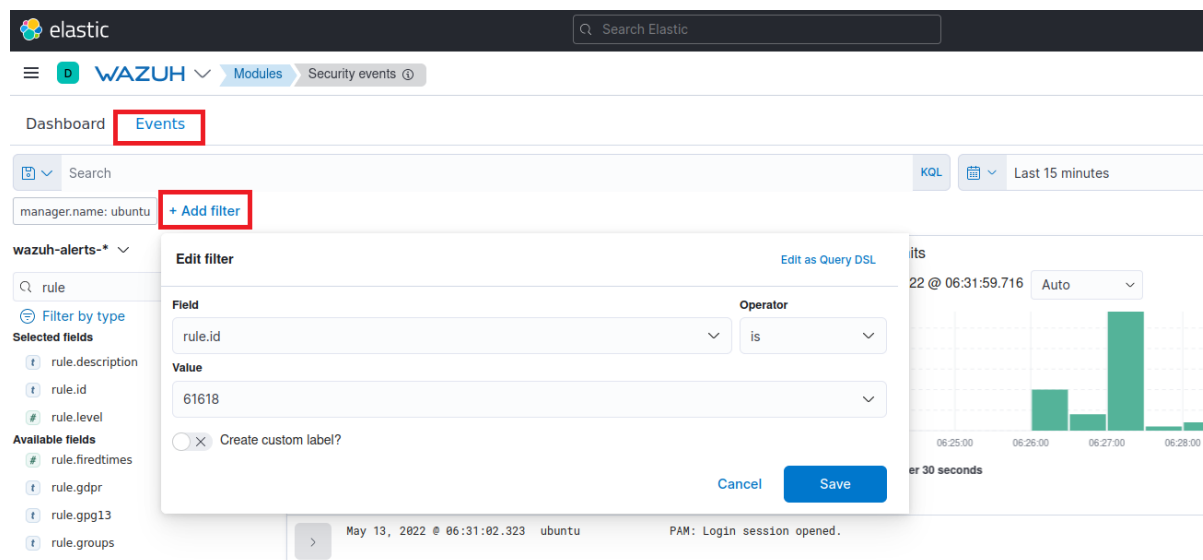 elastic
Search Elastic
D WAZUH Modules Security events
Dashboard Events
Search KQL Last 15 minutes
manager.name: ubuntu + Add filter
wazuh-alerts-*
rule
Filter by type
Selected fields
t rule.description
t rule.id
# rule.level
Available fields
# rule.firedtimes
t rule.gdpr
t rule.gpg13
t rule.groups
Edit filter Edit as Query DSL
Field Operator
rule.id is
Value
61618
Create custom label?
Cancel Save
its
22 @ 06:31:59.716 Auto
06:25:00 06:26:00 06:27:00 06:28:00
er 30 seconds
May 13, 2022 @ 06:31:02.323 ubuntu PAM: Login session opened.